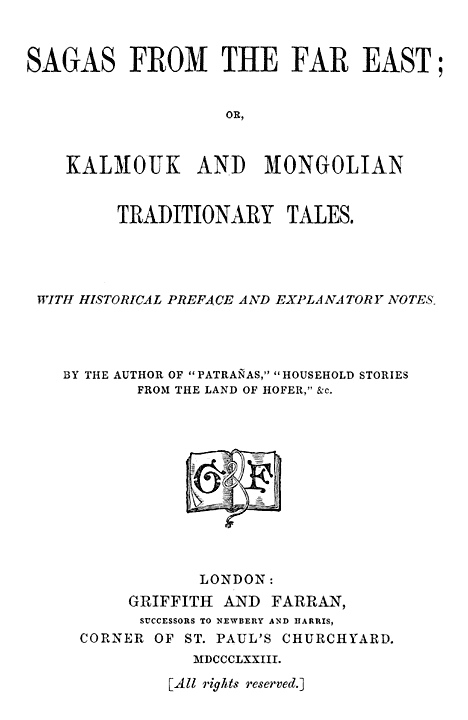 SAGAS FROM THE FAR EAST;
OR,
KALMOUK AND MONGOLIAN
TRADITIONARY TALES.
WITH HISTORICAL PREFACE AND EXPLANATORY NOTES.
BY THE AUTHOR OF "PATRAÑAS," "HOUSEHOLD STORIES
FROM THE LAND OF HOFER," &c.
G & F
LONDON:
GRIFFITH AND FARRAN,
SUCCESSORS TO NEWBERY AND HARRIS,
CORNER OF ST. PAUL'S CHURCHYARD.
MDCCCLXXIII.
[All rights reserved.]